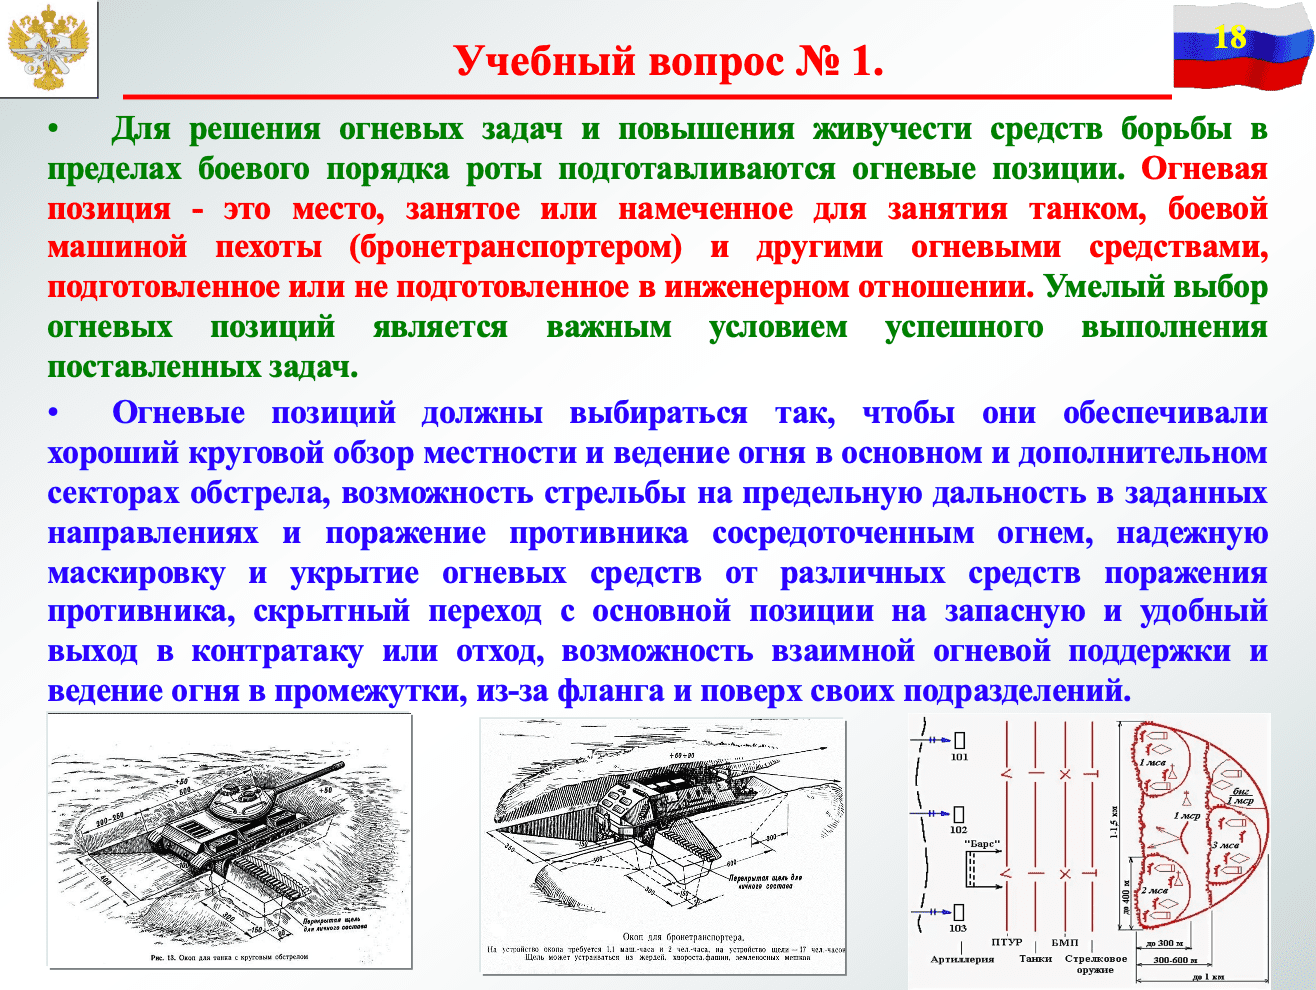 18
Учебный вопрос № 1.
• Для решения огневых задач и повышения живучести средств борьбы в
пределах боевого порядка роты подготавливаются огневые позиции. Огневая
позиция - это место, занятое или намеченное для занятия танком, боевой
машиной пехоты (бронетранспортером) и другими огневыми средствами,
подготовленное или не подготовленное в инженерном отношении. Умелый выбор
огневых позиций является важным условием успешного выполнения
поставленных задач.
• Огневые позиций должны выбираться так, чтобы они обеспечивали
хороший круговой обзор местности и ведение огня в основном и дополнительном
секторах обстрела, возможность стрельбы на предельную дальность в заданных
направлениях и поражение противника сосредоточенным огнем, надежную
маскировку и укрытие огневых средств от различных средств поражения
противника, скрытный переход с основной позиции на запасную и удобный
выход в контратаку или отход, возможность взаимной огневой поддержки и
ведение огня в промежутки, из-за фланга и поверх своих подразделений.
+50
600
+50
400
Перекрытая щель
для личного состава
Рис. 13. Окоп для танка с круговым обстрелом
Перекрытая щель для
личного состава
Окоп для бронетранспортера.
На устройство окопа требуется 1,1 маш.-часа и 2 чел.-часа, на устройство щели — 17 чел.-часов
Щель может устраиваться из жердей, хвороста, фашин, земленосных мешков
101
102
"Барс"
103
Артиллерия
ПТУР
Танки
БМП
Стрелковое
оружие
1-1,5 км
до 400 м
1 мсв
бнг
1 мср
1 мср
3 мсв
2 мсв
до 300 м
300-600 м
до 1 км